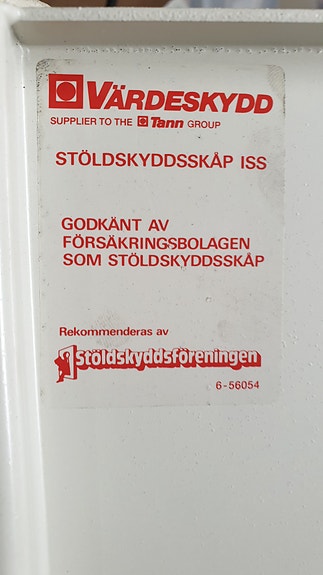 VÄRDESKYDD
SUPPLIER TO THE Tann GROUP
STÖLDSKYDDSSKÅP ISS
GODKÄNT AV
FÖRSÄKRINGSBOLAGEN
SOM STÖLDSKYDDSSKÅP
Rekommenderas av
Stöldskyddsföreningen
6-56054